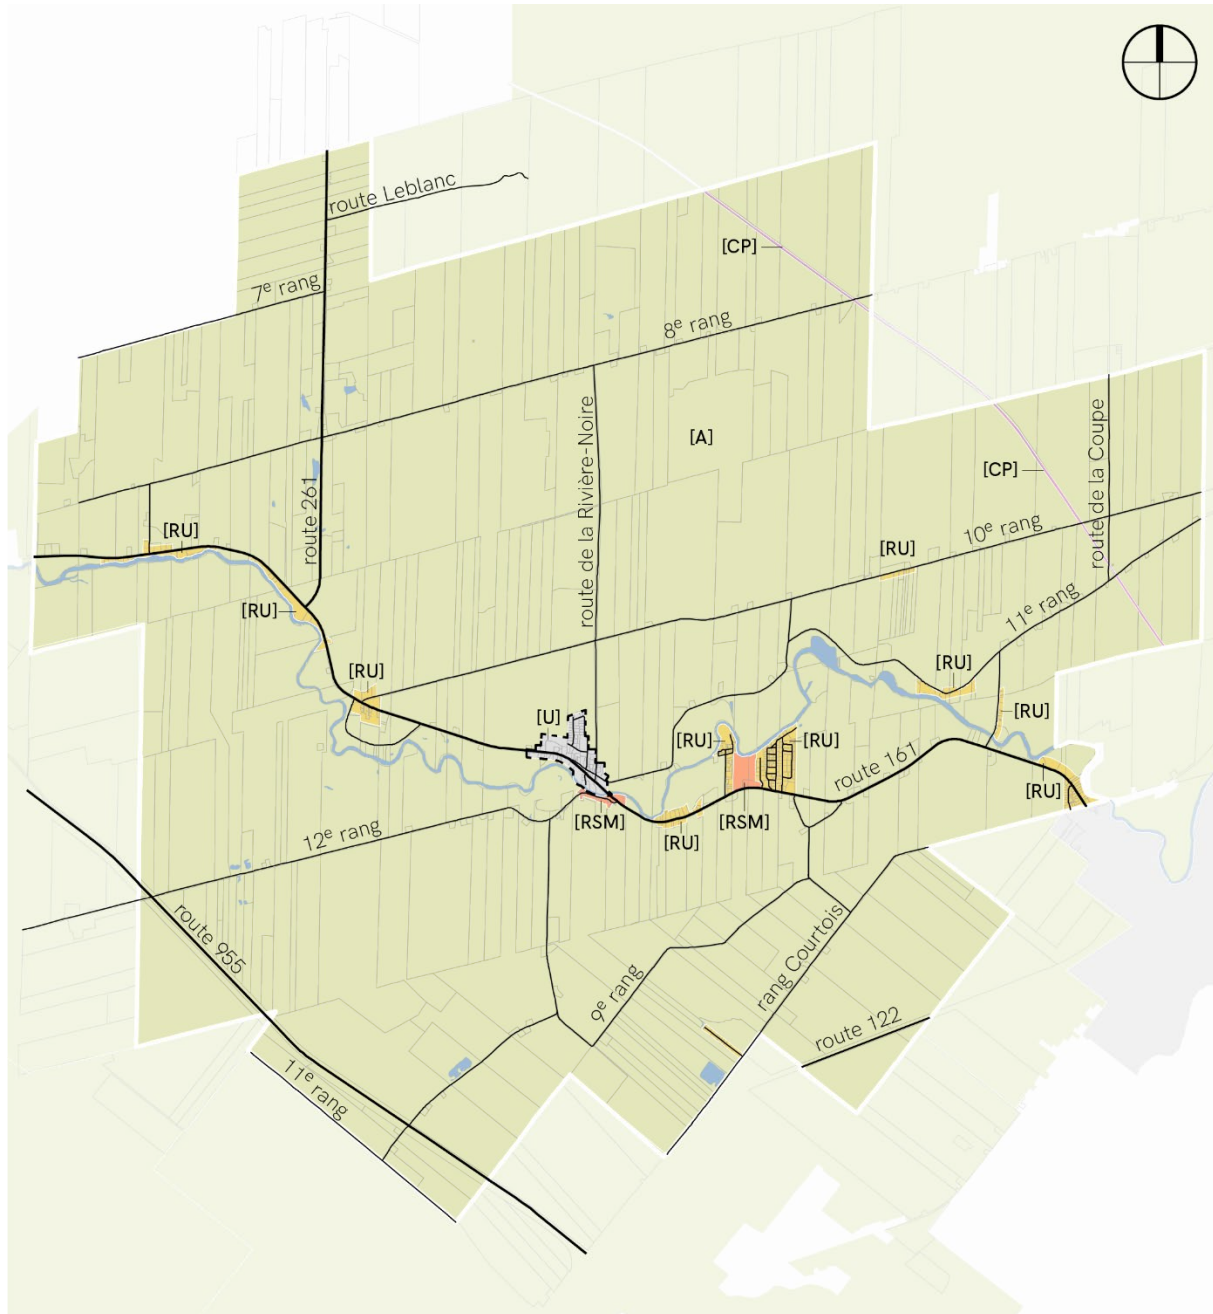 route Leblanc
[CP]
7e rang
8e rang
route de la Rivière-Noire
[A]
route de la Coupe
[CP]
route 261
[RU]
10e rang
[RU]
[RU]
11e rang
[RU]
[RU]
[RU]
[U]
[RU]
[RU]
route 161
[RU]
[RSM]
[RSM]
[RU]
12e rang
route 955
rang Courtois
9e rang
route 122
11e rang